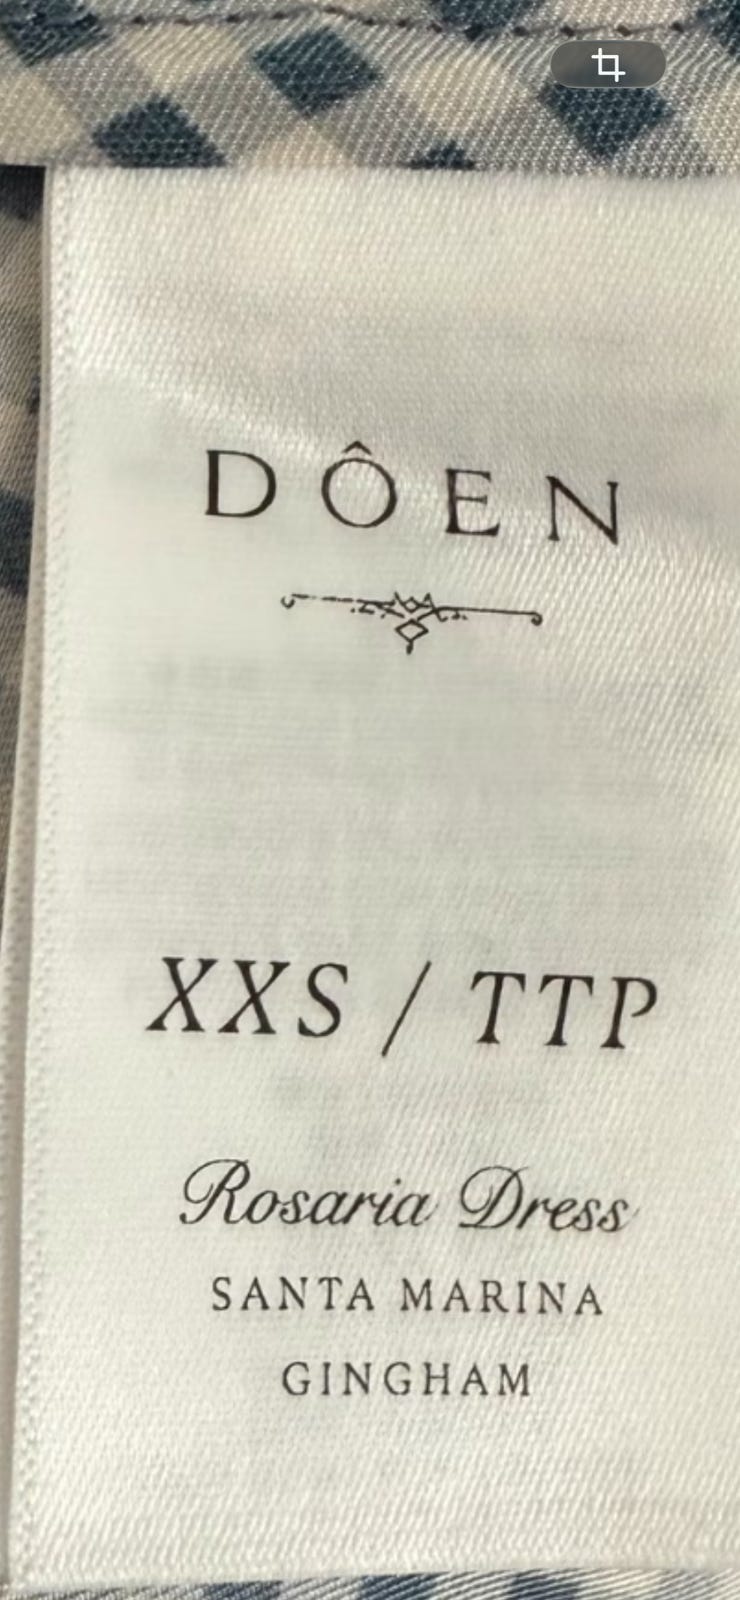 DÔEN
XXS / TTP
Rosaria Dress
SANTA MARINA
GINGHAM